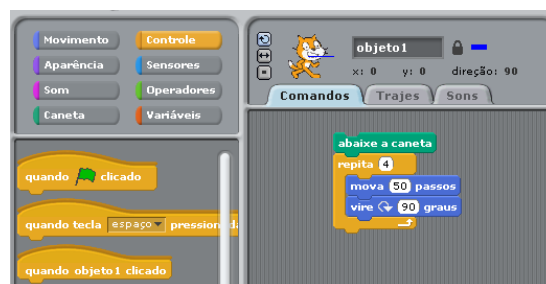 Movimento Controle
Aparência Sensores
Som Operadores
Caneta Variáveis
quando clicado
quando tecla espaço
quando objeto1 clicado
objeto1
x: 0 y: 0 direção: 90
Comandos Trajes Sons
abaixe a caneta
repita 4
mova 50 passos
vire 90 graus